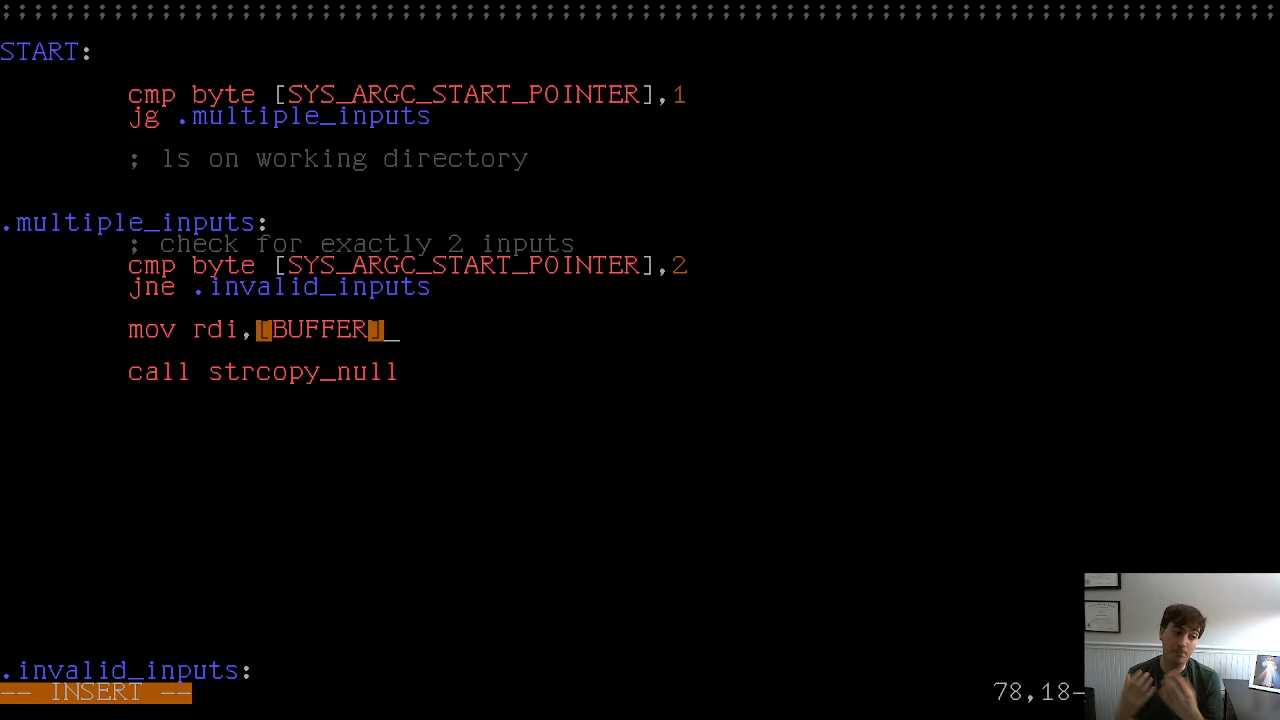 ;;;;;;;;;;;;;;;;;;;;;;;;;;;;;;;;;;;;;;;;;;;;;;;;;;;;;;;;;;;;;;;;;;;;;;;;;;;;;;;;
START:
cmp byte [SYS_ARGC_START_POINTER],1
jg .multiple_inputs
; ls on working directory
.multiple_inputs:
; check for exactly 2 inputs
cmp byte [SYS_ARGC_START_POINTER],2
jne .invalid_inputs
mov rdi,[BUFFER]
call strcopy_null
.invalid_inputs:
-- INSERT -- 78,18-